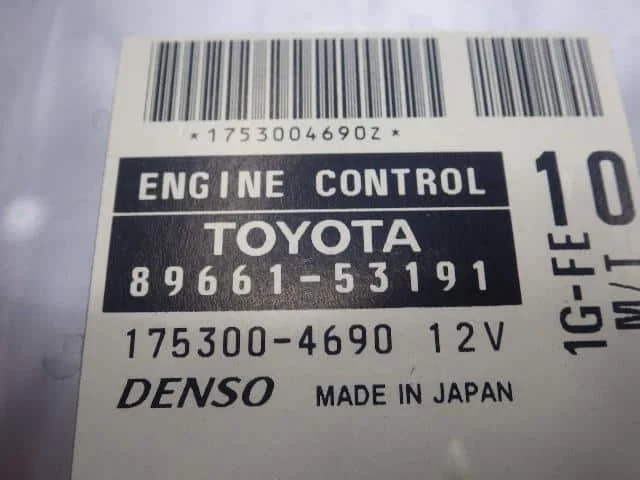 *1753004690Z*
ENGINE CONTROL
TOYOTA
89661-53191
175300-4690 12V
DENSO MADE IN JAPAN
10
1G-FE
M/T